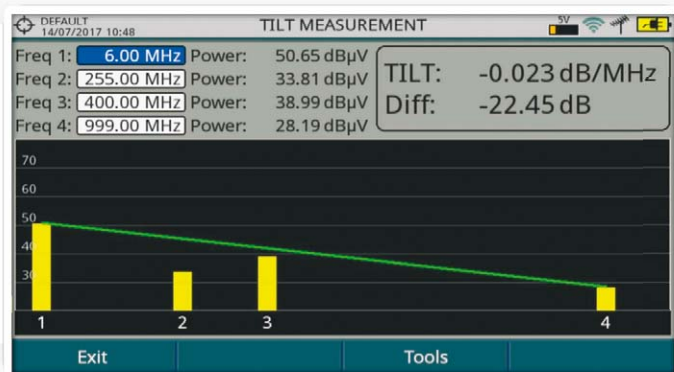 DEFAULT
14/07/2017 10:48
TILT MEASUREMENT
5V
Freq 1: 6.00 MHz Power: 50.65 dBµV
Freq 2: 255.00 MHz Power: 33.81 dBµV
Freq 3: 400.00 MHz Power: 38.99 dBµV
Freq 4: 999.00 MHz Power: 28.19 dBµV
TILT: -0.023 dB/MHz
Diff: -22.45 dB
70
60
50
40
30
1 2 3 4
Exit Tools